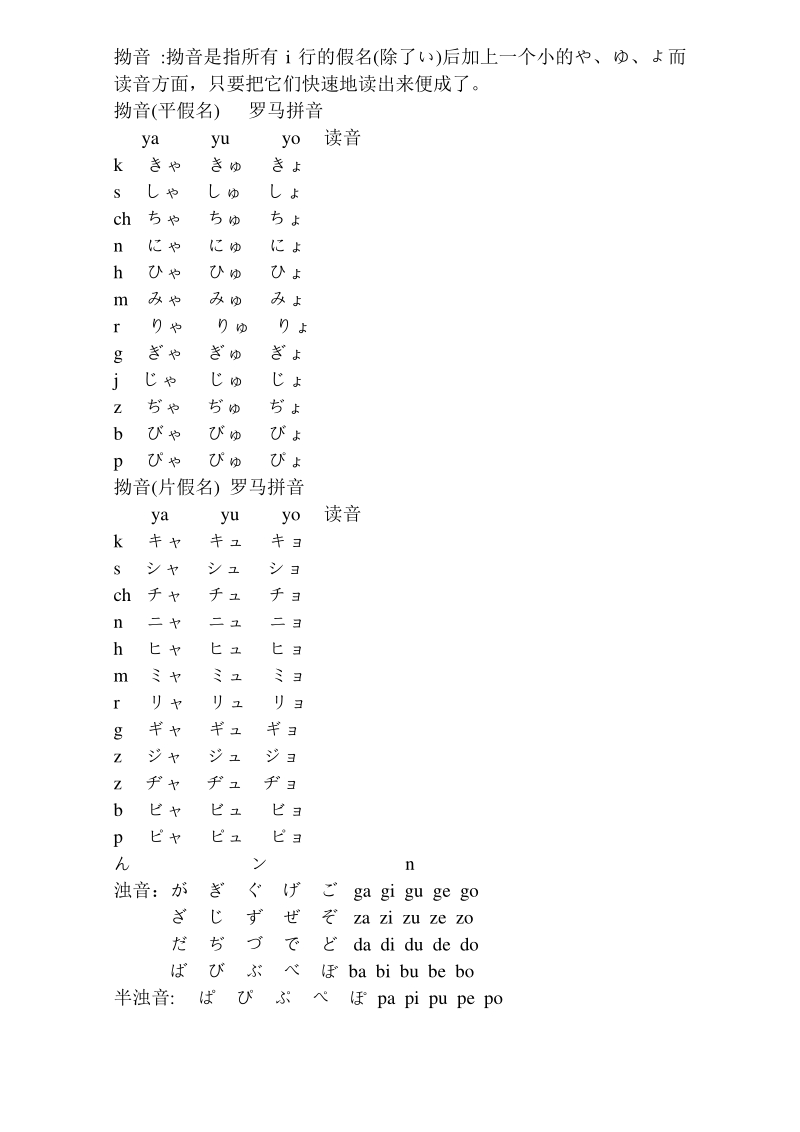 拗音 :拗音是指所有 i 行的假名(除了ぃ)后加上一个小的や、ゆ、ょ而
读音方面，只要把它们快速地读出来便成了。
拗音(平假名) 罗马拼音
ya yu yo 读音
k きゃ きゅ きょ
s しゃ しゅ しょ
ch ちゃ ちゅ ちょ
n にゃ にゅ にょ
h ひゃ ひゅ ひょ
m みゃ みゅ みょ
r りゃ りゅ りょ
g ぎゃ ぎゅ ぎょ
j じゃ じゅ じょ
z ぢゃ ぢゅ ぢょ
b びゃ びゅ びょ
p ぴゃ ぴゅ ぴょ
拗音(片假名) 罗马拼音
ya yu yo 读音
k キャ キュ キョ
s シャ シュ ショ
ch チャ チュ チョ
n ニャ ニュ ニョ
h ヒャ ヒュ ヒョ
m ミャ ミュ ミョ
r リャ リュ リョ
g ギャ ギュ ギョ
z ジャ ジュ ジョ
z ヂャ ヂュ ヂョ
b ビャ ビュ ビョ
p ピャ ピュ ピョ
ん ン n
浊音：が ぎ ぐ げ ご ga gi gu ge go
ざ じ ず ぜ ぞ za zi zu ze zo
だ ぢ づ で ど da di du de do
ば び ぶ べ ぼ ba bi bu be bo
半浊音: ぱ ぴ ぷ ぺ ぽ pa pi pu pe po